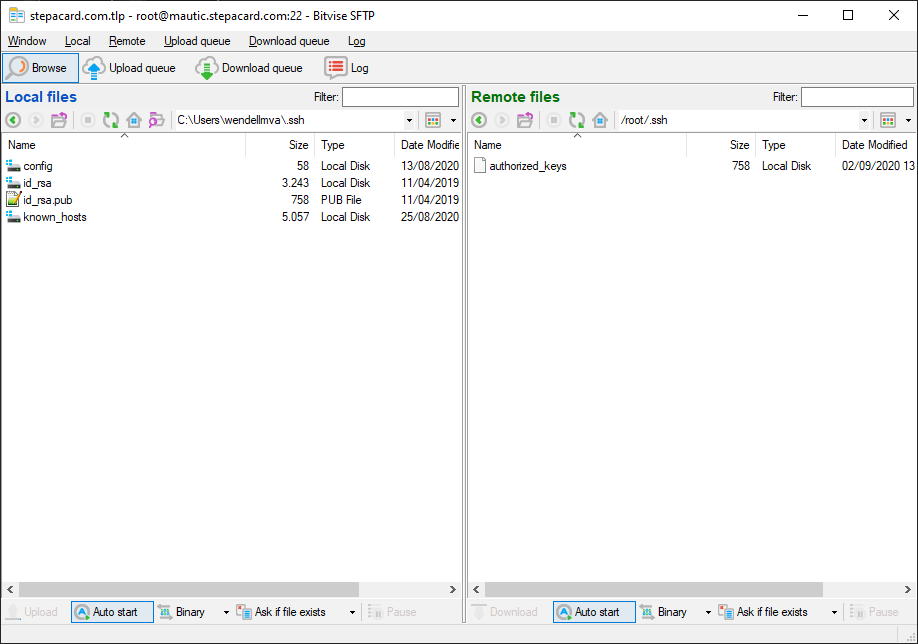 stepacard.com.tlp - root@mautic.stepacard.com:22 - Bitvise SFTP
Window Local Remote Upload queue Download queue Log
Browse Upload queue Download queue Log
Local files Filter:
C:\Users\wendellmva\.ssh
Name Size Type Date Modifie
config 58 Local Disk 13/08/2020
id_rsa 3.243 Local Disk 11/04/2019
id_rsa.pub 758 PUB File 11/04/2019
known_hosts 5.057 Local Disk 25/08/2020
Upload Auto start Binary Ask if file exists Pause
Remote files Filter:
/root/.ssh
Name Size Type Date Modified
authorized_keys 758 Local Disk 02/09/2020 13
Download Auto start Binary Ask if file exists Pause